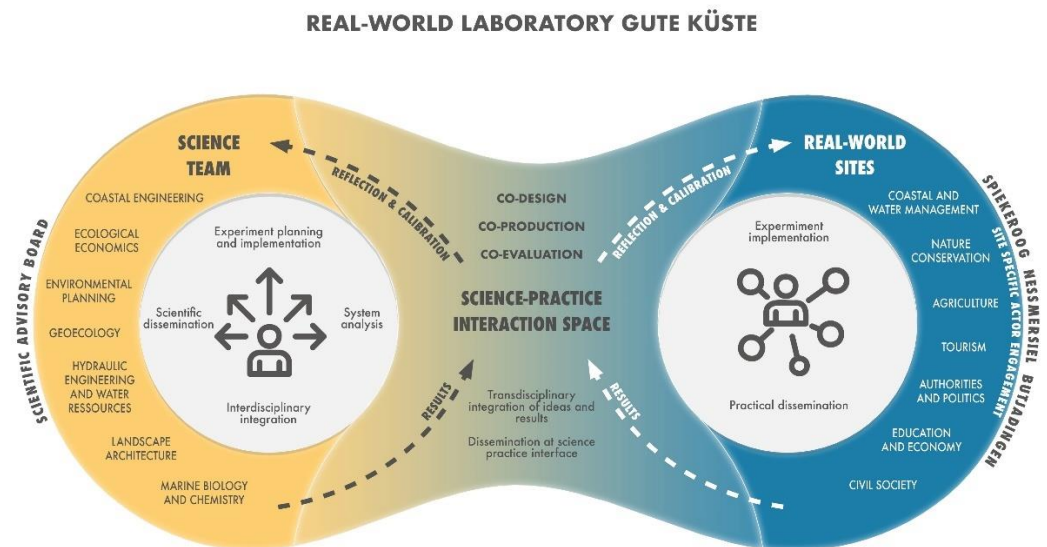 REAL-WORLD LABORATORY GUTE KÜSTE
SCIENTIFIC ADVISORY BOARD
SCIENCE
TEAM
COASTAL ENGINEERING
ECOLOGICAL
ECONOMICS
ENVIRONMENTAL
PLANNING
GEOECOLOGY
HYDRAULIC
ENGINEERING
AND WATER
RESSOURCES
LANDSCAPE
ARCHITECTURE
MARINE BIOLOGY
AND CHEMISTRY
Experiment planning
and implementation
Scientific
dissemination
System
analysis
Interdisciplinary
integration
REFLECTION & CALIBRATION
RESULTS
CO-DESIGN
CO-PRODUCTION
CO-EVALUATION
SCIENCE-PRACTICE
INTERACTION SPACE
Transdisciplinary
integration of ideas and
results
Dissemination at science
practice interface
REFLECTION & CALIBRATION
RESULTS
REAL-WORLD
SITES
Expermiment
implementation
Practical dissemination
COASTAL AND
WATER MANAGEMENT
NATURE
CONSERVATION
AGRICULTURE
TOURISM
AUTHORITIES
AND POLITICS
EDUCATION
AND ECONOMY
CIVIL SOCIETY
SITE SPECIFIC ACTOR ENGAGEMENT
SPIEKEROOG NESSMERSIEL BUTJADINGEN